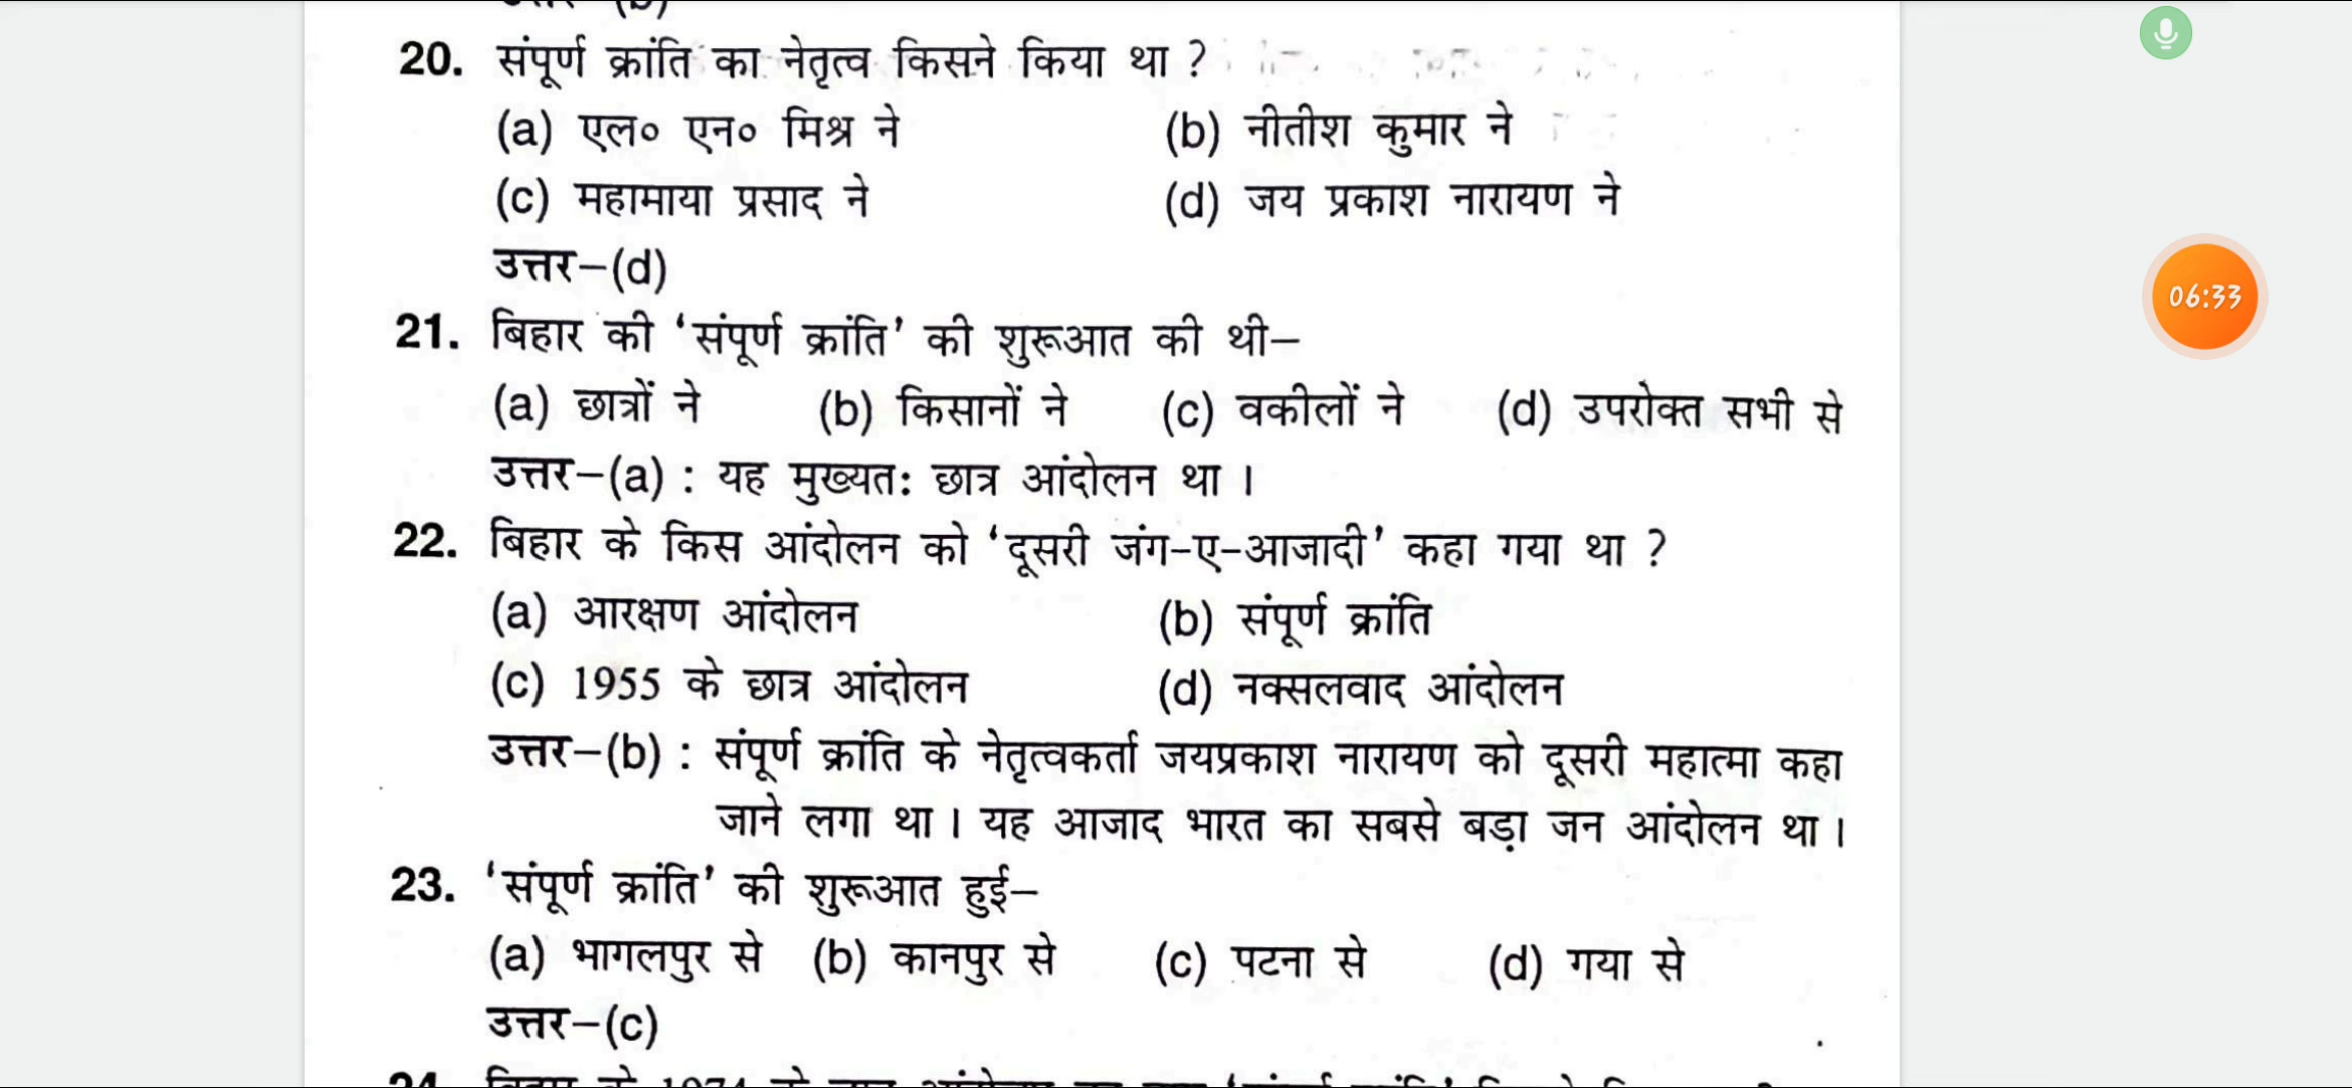 20. संपूर्ण क्रांति का नेतृत्व किसने किया था ?
(a) एल० एन० मिश्र ने (b) नीतीश कुमार ने
(c) महामाया प्रसाद ने (d) जय प्रकाश नारायण ने
उत्तर–(d)
06:33
21. बिहार की ‘संपूर्ण क्रांति’ की शुरूआत की थी–
(a) छात्रों ने (b) किसानों ने (c) वकीलों ने (d) उपरोक्त सभी से
उत्तर–(a) : यह मुख्यतः छात्र आंदोलन था ।
22. बिहार के किस आंदोलन को ‘दूसरी जंग-ए-आजादी’ कहा गया था ?
(a) आरक्षण आंदोलन (b) संपूर्ण क्रांति
(c) 1955 के छात्र आंदोलन (d) नक्सलवाद आंदोलन
उत्तर–(b) : संपूर्ण क्रांति के नेतृत्वकर्ता जयप्रकाश नारायण को दूसरी महात्मा कहा
जाने लगा था । यह आजाद भारत का सबसे बड़ा जन आंदोलन था ।
23. ‘संपूर्ण क्रांति’ की शुरूआत हुई–
(a) भागलपुर से (b) कानपुर से (c) पटना से (d) गया से
उत्तर–(c)